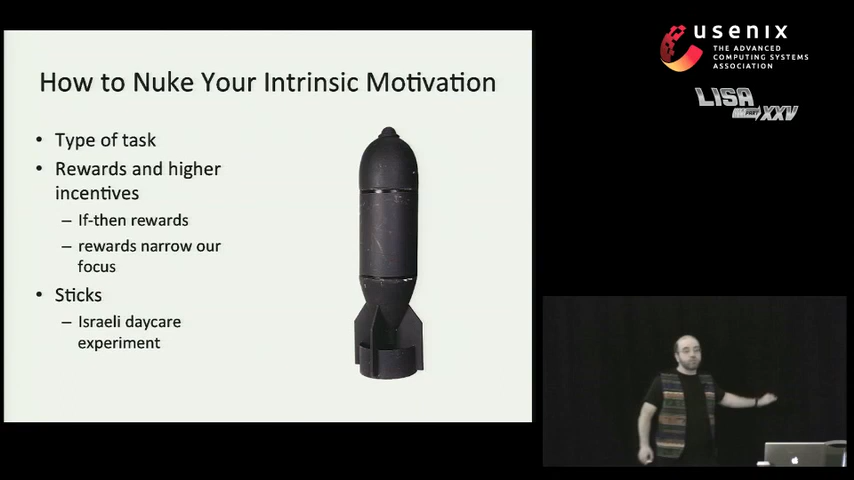 How to Nuke Your Intrinsic Motivation
• Type of task
• Rewards and higher
incentives
– If-then rewards
– rewards narrow our
focus
• Sticks
– Israeli daycare
experiment
usenix
THE ADVANCED
COMPUTING SYSTEMS
ASSOCIATION
LISA
PART XXV